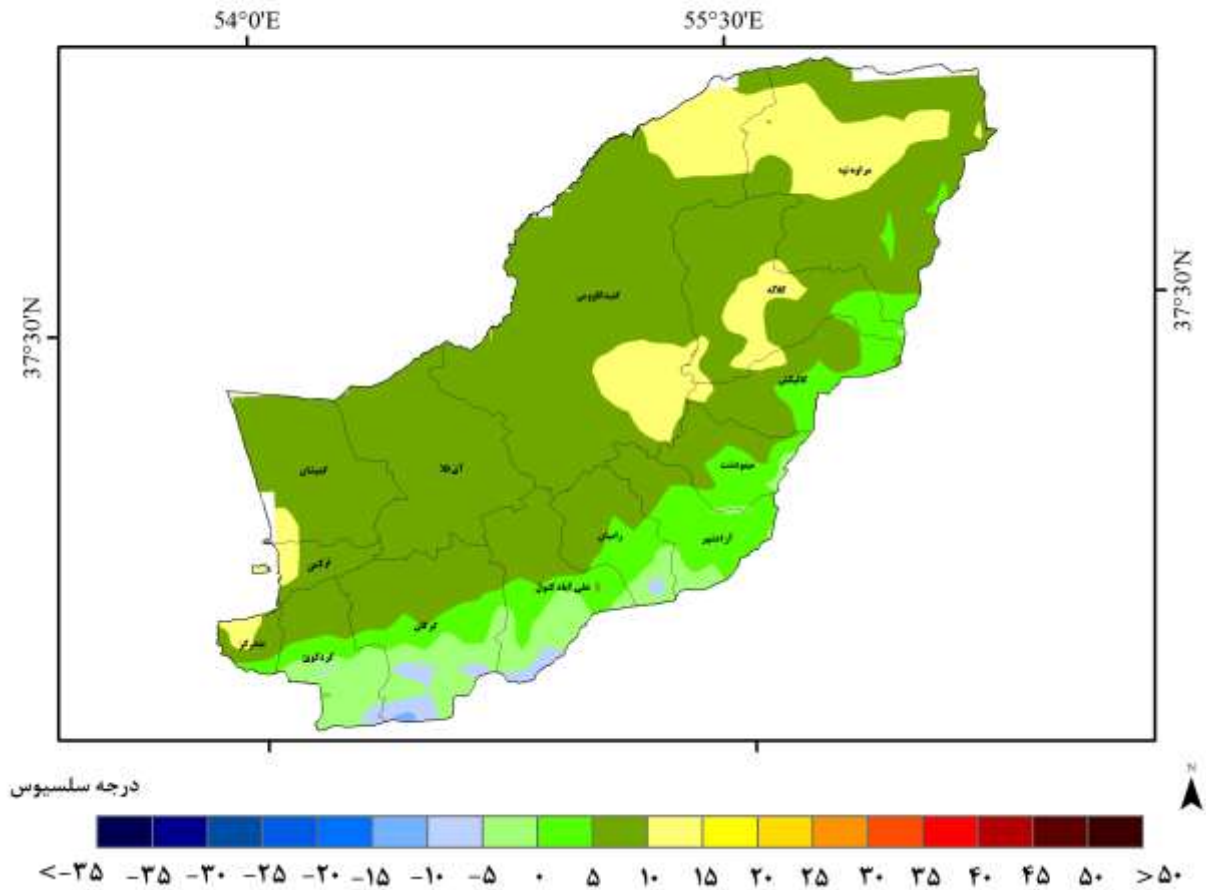 54°0'E 55°30'E
37°30'N
37°30'N
مراوه تپه
کلاله
گنبدکاووس
گالیکش
مینودشت
گمیشان
آق قلا
آزادشهر
رامیان
ترکمن
علی آباد کتول
گرگان
بندرگز
کردکوی
درجه سلسیوس
N
<-۳۵ -۳۵ -۳۰ -۲۵ -۲۰ -۱۵ -۱۰ -۵ ۰ ۵ ۱۰ ۱۵ ۲۰ ۲۵ ۳۰ ۳۵ ۴۰ ۴۵ ۵۰ >۵۰